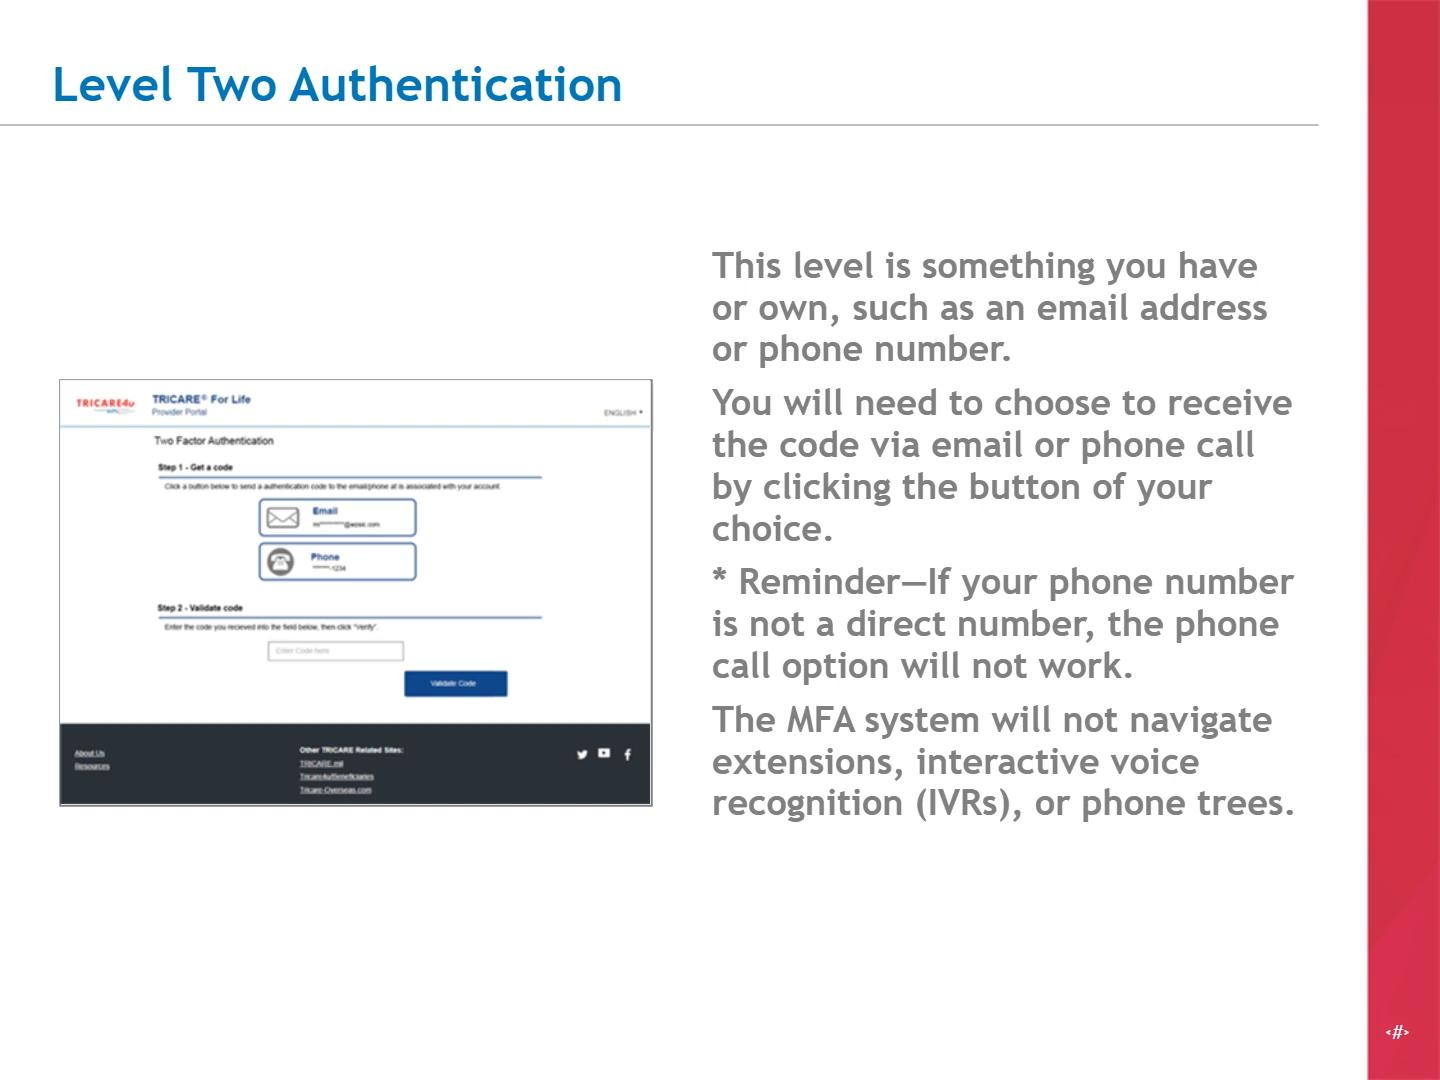 Level Two Authentication
This level is something you have
or own, such as an email address
or phone number.
You will need to choose to receive
the code via email or phone call
by clicking the button of your
choice.
* Reminder—If your phone number
is not a direct number, the phone
call option will not work.
The MFA system will not navigate
extensions, interactive voice
recognition (IVRs), or phone trees.
TRICARE4u
TRICARE® For Life
Provider Portal
ENGLISH
Two Factor Authentication
Step 1 - Get a code
Click a button below to send a authentication code to the email/phone at is associated with your account.
Email
Phone
******-1234
Step 2 - Validate code
Enter the code you recieved into the field below, then click "Verify".
Enter Code here
Validate Code
About Us
Resources
Other TRICARE Related Sites:
TRICARE.mil
Tricare4uBeneficiaries
Tricare-Overseas.com
‹#›